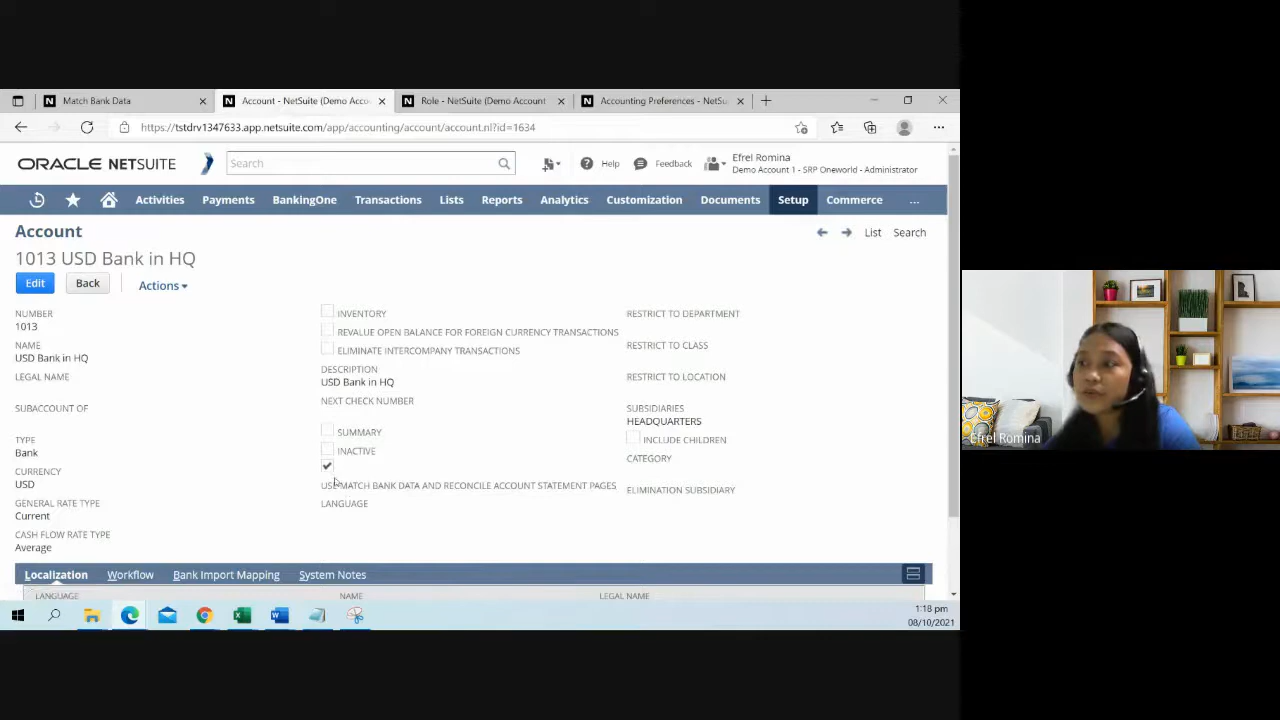 Match Bank Data
Account - NetSuite (Demo Accou
Role - NetSuite (Demo Account
Accounting Preferences - NetSu
https://tstdrv1347633.app.netsuite.com/app/accounting/account/account.nl?id=1634
ORACLE NETSUITE
Search
Help
Feedback
Efrel Romina
Demo Account 1 - SRP Oneworld - Administrator
Activities Payments BankingOne Transactions Lists Reports Analytics Customization Documents Setup Commerce ...
Account
List Search
1013 USD Bank in HQ
Edit Back Actions
NUMBER
1013
NAME
USD Bank in HQ
LEGAL NAME
SUBACCOUNT OF
TYPE
Bank
CURRENCY
USD
GENERAL RATE TYPE
Current
CASH FLOW RATE TYPE
Average
INVENTORY
REVALUE OPEN BALANCE FOR FOREIGN CURRENCY TRANSACTIONS
ELIMINATE INTERCOMPANY TRANSACTIONS
DESCRIPTION
USD Bank in HQ
NEXT CHECK NUMBER
SUMMARY
INACTIVE
USE MATCH BANK DATA AND RECONCILE ACCOUNT STATEMENT PAGES
LANGUAGE
RESTRICT TO DEPARTMENT
RESTRICT TO CLASS
RESTRICT TO LOCATION
SUBSIDIARIES
HEADQUARTERS
INCLUDE CHILDREN
CATEGORY
ELIMINATION SUBSIDIARY
Localization Workflow Bank Import Mapping System Notes
LANGUAGE NAME LEGAL NAME
1:18 pm
08/10/2021
Efrel Romina